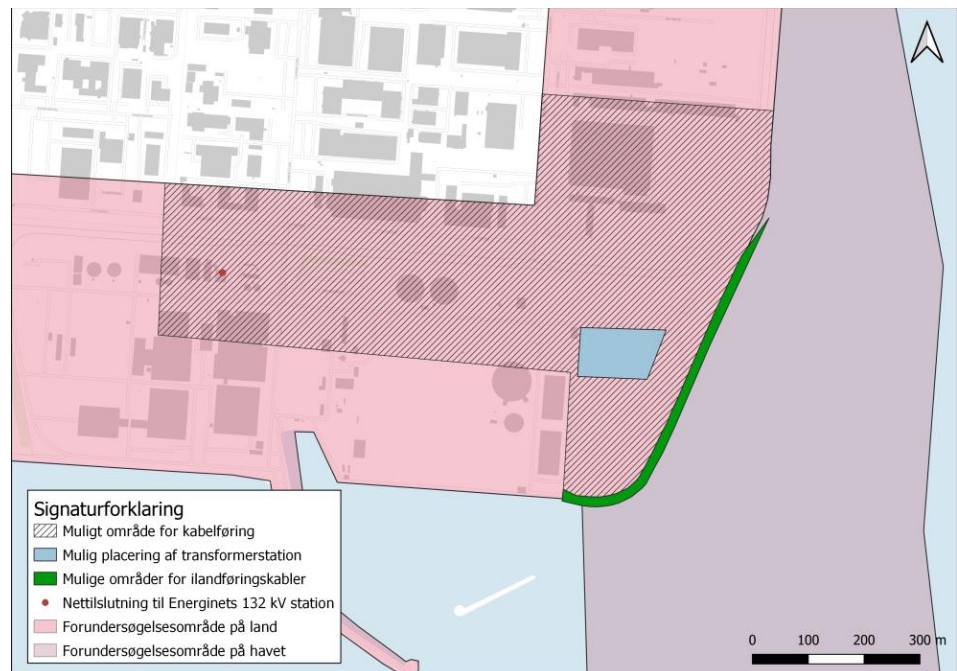 Signaturforklaring
Muligt område for kabelføring
Mulig placering af transformerstation
Mulige områder for ilandføringskabler
Nettilslutning til Energinets 132 kV station
Forundersøgelsesområde på land
Forundersøgelsesområde på havet
0 100 200 300 m